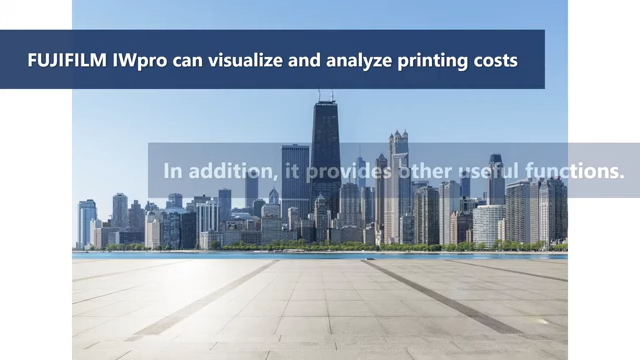 FUJIFILM IWpro can visualize and analyze printing costs
In addition, it provides other useful functions.